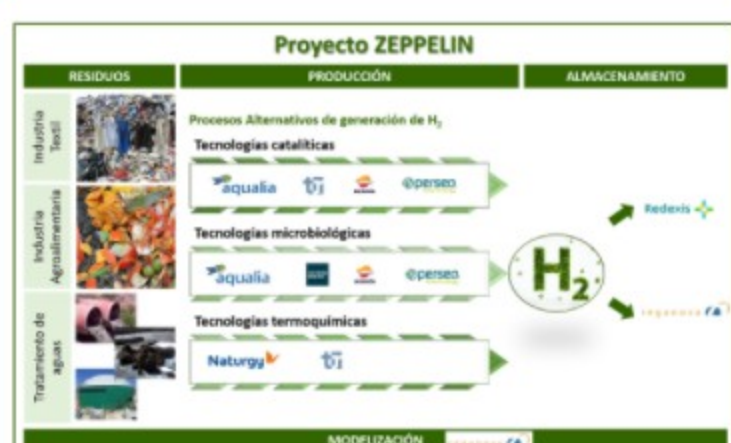 Proyecto ZEPPELIN
RESIDUOS
PRODUCCIÓN
ALMACENAMIENTO
Industria
Textil
Industria
Agroalimentaria
Tratamiento de
aguas
Procesos Alternativos de generación de H2
Tecnologías catalíticas
aqualia
perseo
Tecnologías microbiológicas
aqualia
perseo
Tecnologías termoquímicas
Naturgy
H2
Redexis
MODELIZACIÓN